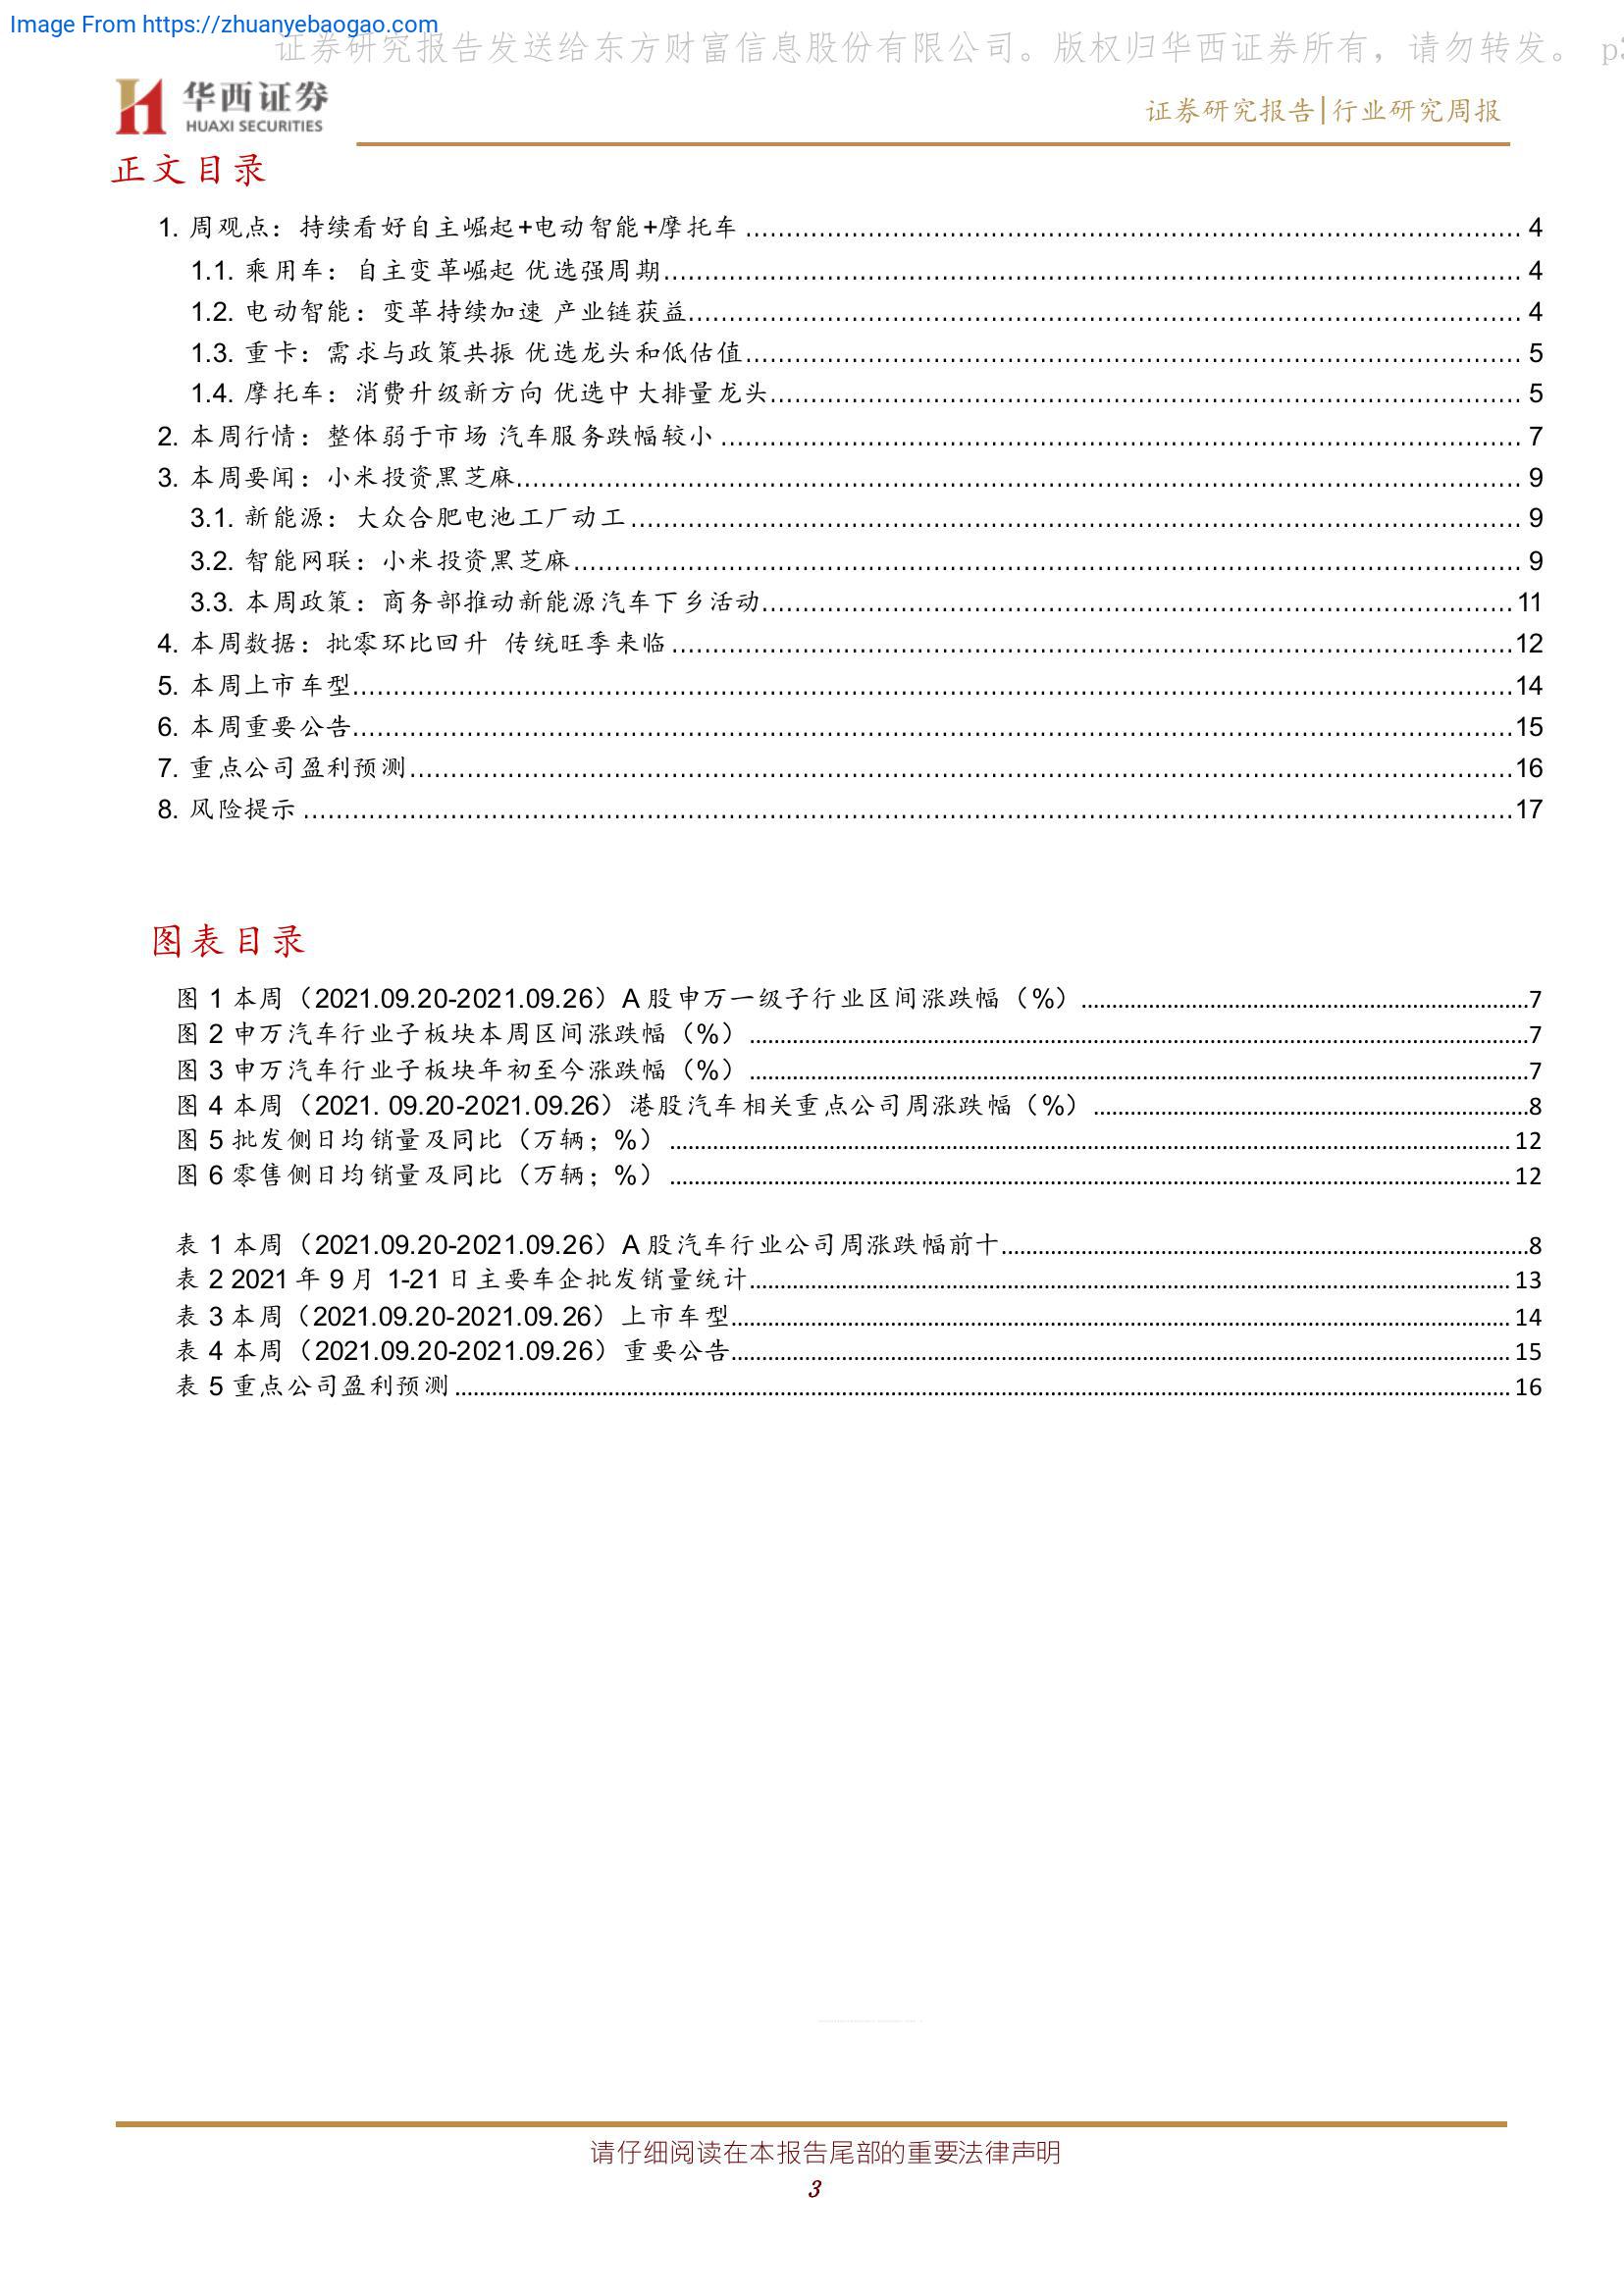 Image From https://zhuanyebaogao.com
证券研究报告发送给东方财富信息股份有限公司。版权归华西证券所有，请勿转发。 p3
华西证券
HUAXI SECURITIES
证券研究报告|行业研究周报
正文目录
1. 周观点：持续看好自主崛起+电动智能+摩托车 4
1.1. 乘用车：自主变革崛起 优选强周期 4
1.2. 电动智能：变革持续加速 产业链获益 4
1.3. 重卡：需求与政策共振 优选龙头和低估值 5
1.4. 摩托车：消费升级新方向 优选中大排量龙头 5
2. 本周行情：整体弱于市场 汽车服务跌幅较小 7
3. 本周要闻：小米投资黑芝麻 9
3.1. 新能源：大众合肥电池工厂动工 9
3.2. 智能网联：小米投资黑芝麻 9
3.3. 本周政策：商务部推动新能源汽车下乡活动 11
4. 本周数据：批零环比回升 传统旺季来临 12
5. 本周上市车型 14
6. 本周重要公告 15
7. 重点公司盈利预测 16
8. 风险提示 17
图表目录
图 1 本周（2021.09.20-2021.09.26）A 股申万一级子行业区间涨跌幅（%） 7
图 2 申万汽车行业子板块本周区间涨跌幅（%） 7
图 3 申万汽车行业子板块年初至今涨跌幅（%） 7
图 4 本周（2021. 09.20-2021.09.26）港股汽车相关重点公司周涨跌幅（%） 8
图 5 批发侧日均销量及同比（万辆；%） 12
图 6 零售侧日均销量及同比（万辆；%） 12
表 1 本周（2021.09.20-2021.09.26）A 股汽车行业公司周涨跌幅前十 8
表 2 2021 年 9 月 1-21 日主要车企批发销量统计 13
表 3 本周（2021.09.20-2021.09.26）上市车型 14
表 4 本周（2021.09.20-2021.09.26）重要公告 15
表 5 重点公司盈利预测 16
请仔细阅读在本报告尾部的重要法律声明
3